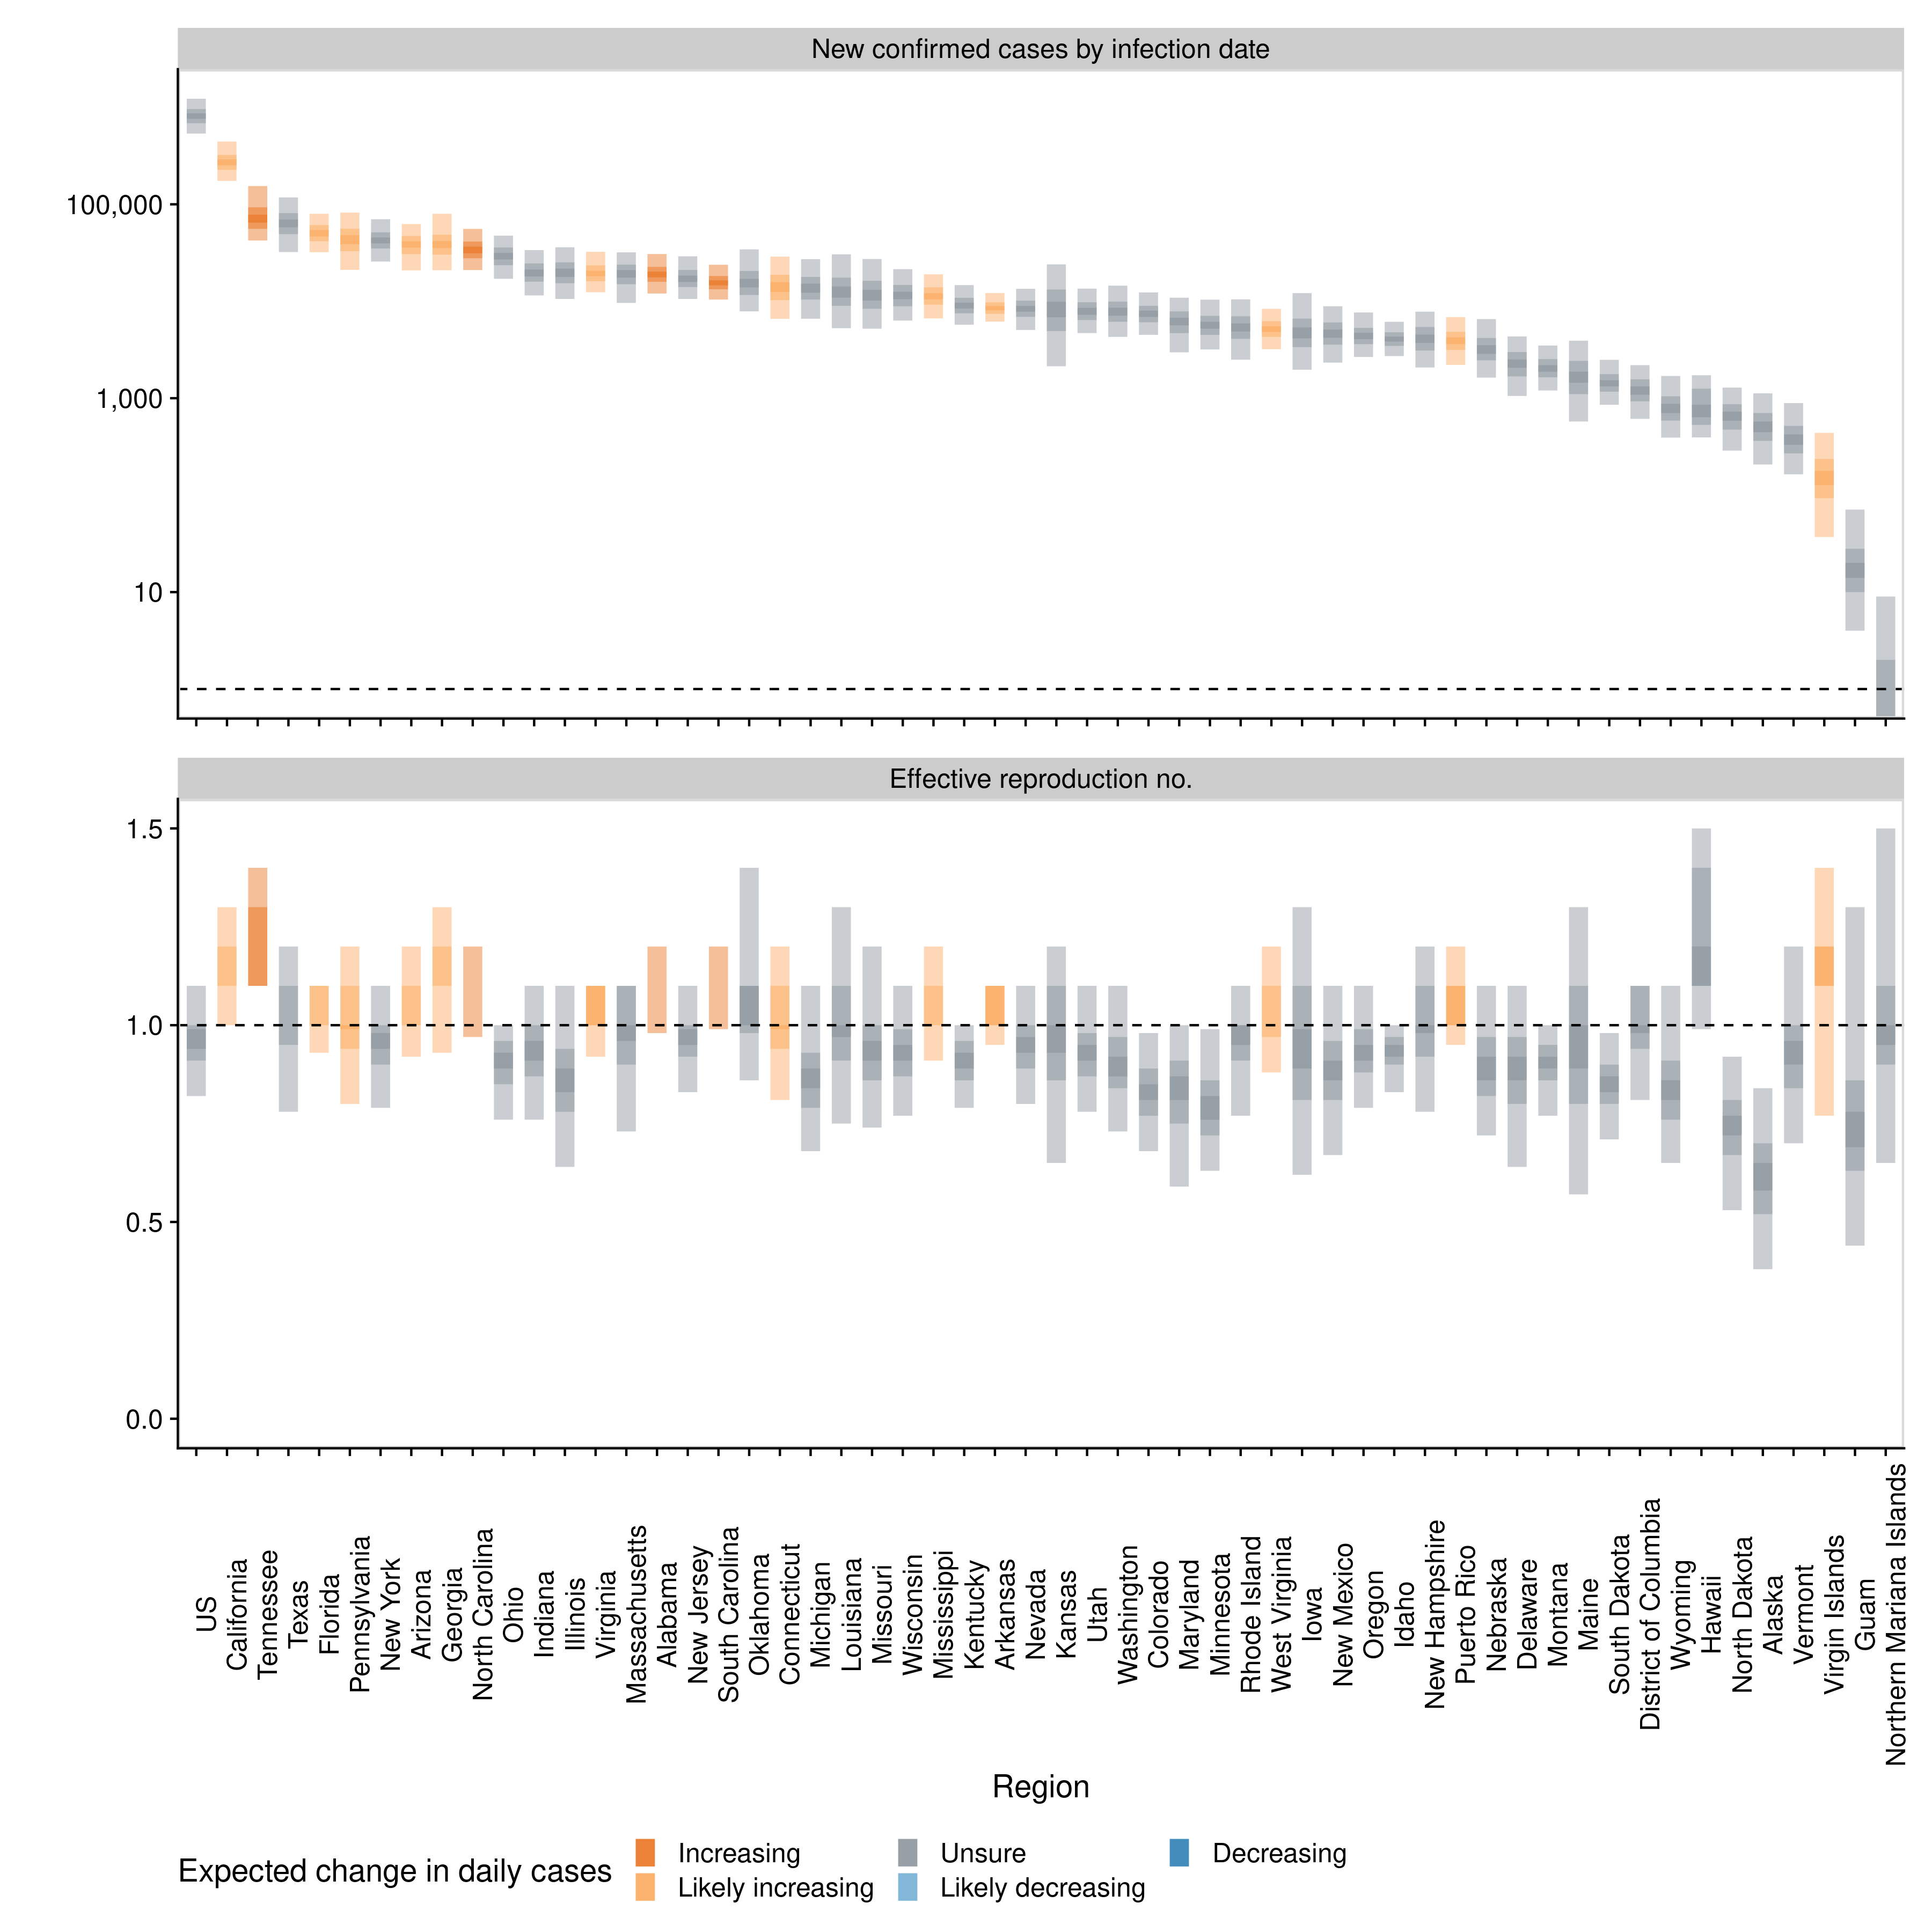 New confirmed cases by infection date
100,000
1,000
10
Effective reproduction no.
1.5
1.0
0.5
0.0
US
California
Tennessee
Texas
Florida
Pennsylvania
New York
Arizona
Georgia
North Carolina
Ohio
Indiana
Illinois
Virginia
Massachusetts
Alabama
New Jersey
South Carolina
Oklahoma
Connecticut
Michigan
Louisiana
Missouri
Wisconsin
Mississippi
Kentucky
Arkansas
Nevada
Kansas
Utah
Washington
Colorado
Maryland
Minnesota
Rhode Island
West Virginia
Iowa
New Mexico
Oregon
Idaho
New Hampshire
Puerto Rico
Nebraska
Delaware
Montana
Maine
South Dakota
District of Columbia
Wyoming
Hawaii
North Dakota
Alaska
Vermont
Virgin Islands
Guam
Northern Mariana Islands
Region
Expected change in daily cases
Increasing
Unsure
Decreasing
Likely increasing
Likely decreasing